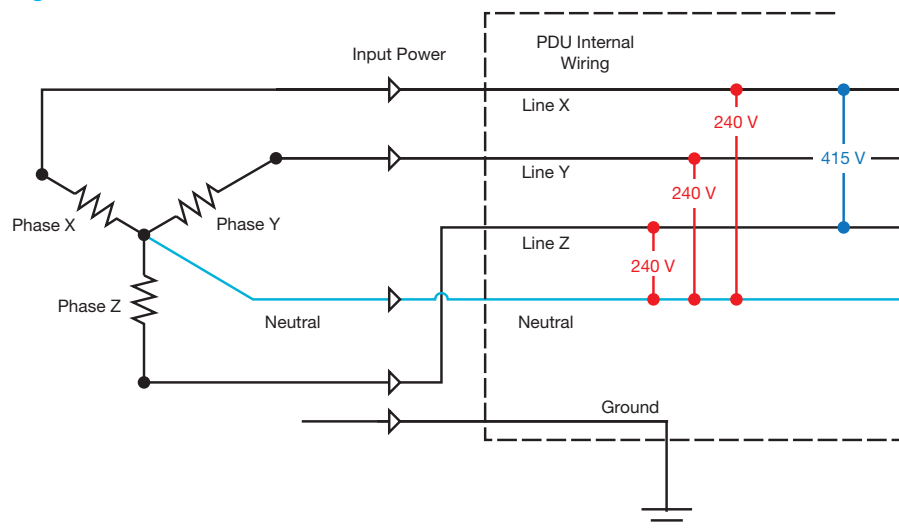 Input Power
PDU Internal
Wiring
Line X
240 V
Line Y
415 V
240 V
Phase X
Phase Y
Line Z
240 V
Phase Z
Neutral
Neutral
Ground